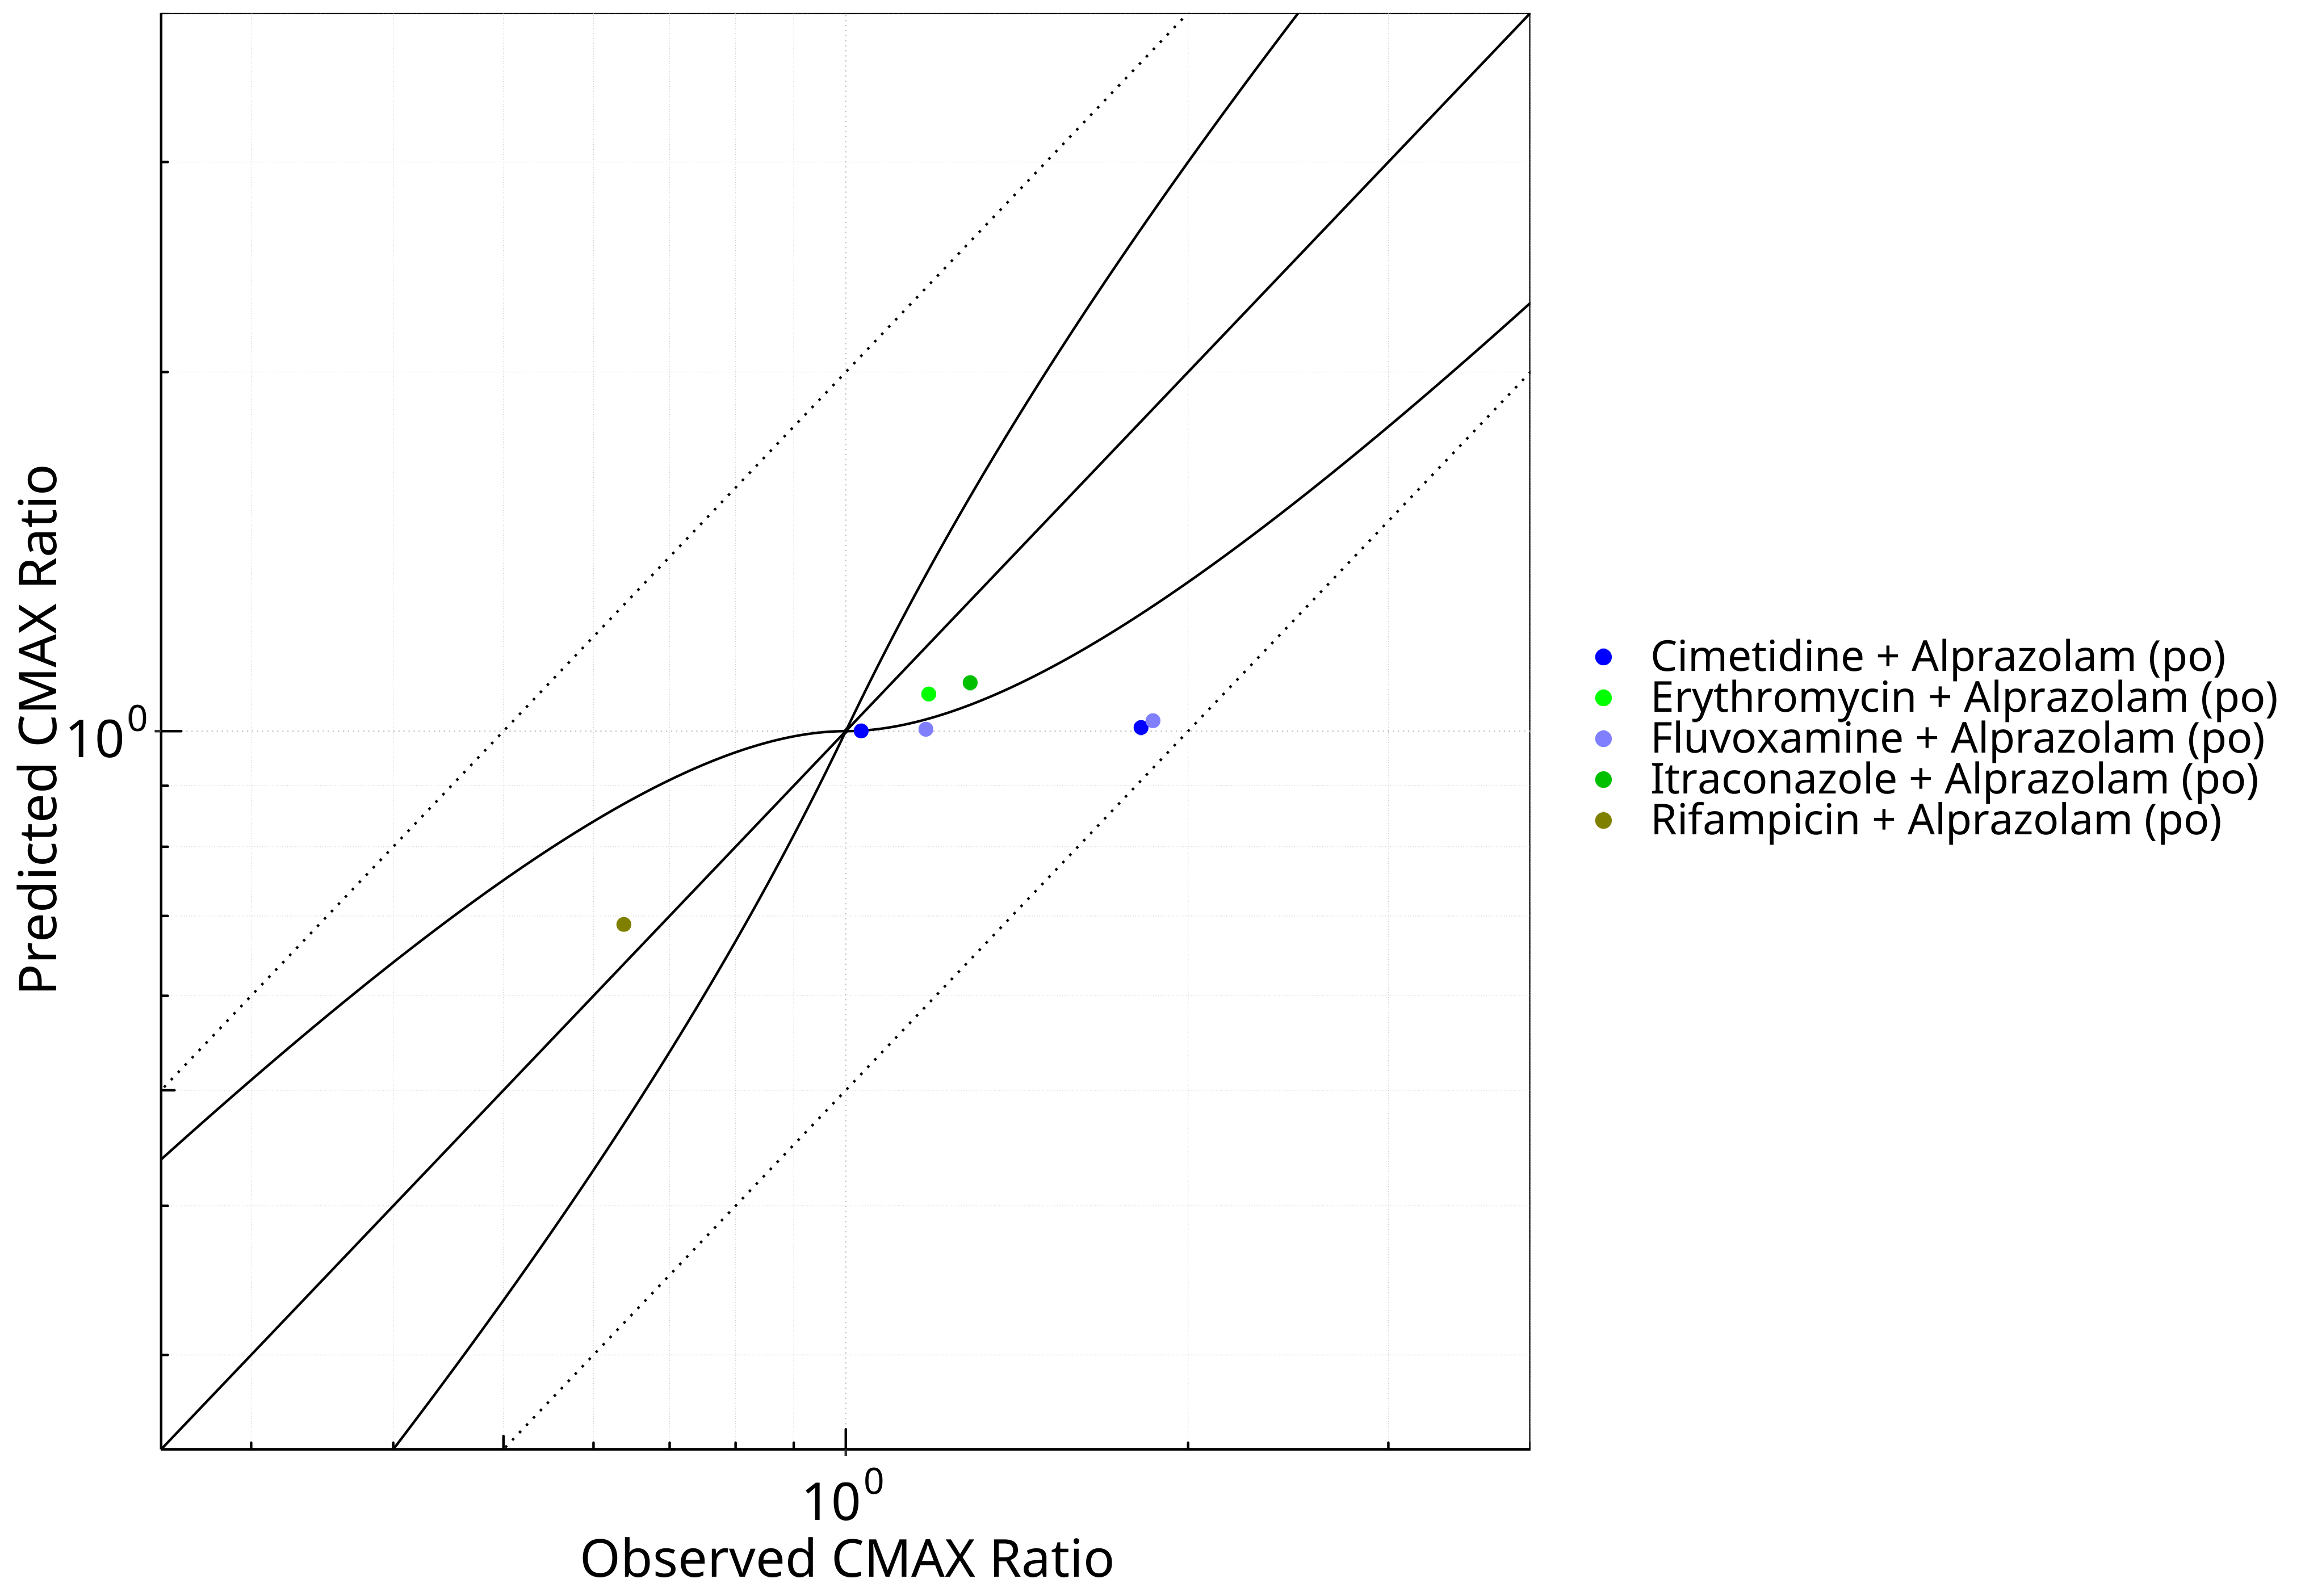 Predicted CMAX Ratio
10^0
10^0
Observed CMAX Ratio
Cimetidine + Alprazolam (po)
Erythromycin + Alprazolam (po)
Fluvoxamine + Alprazolam (po)
Itraconazole + Alprazolam (po)
Rifampicin + Alprazolam (po)